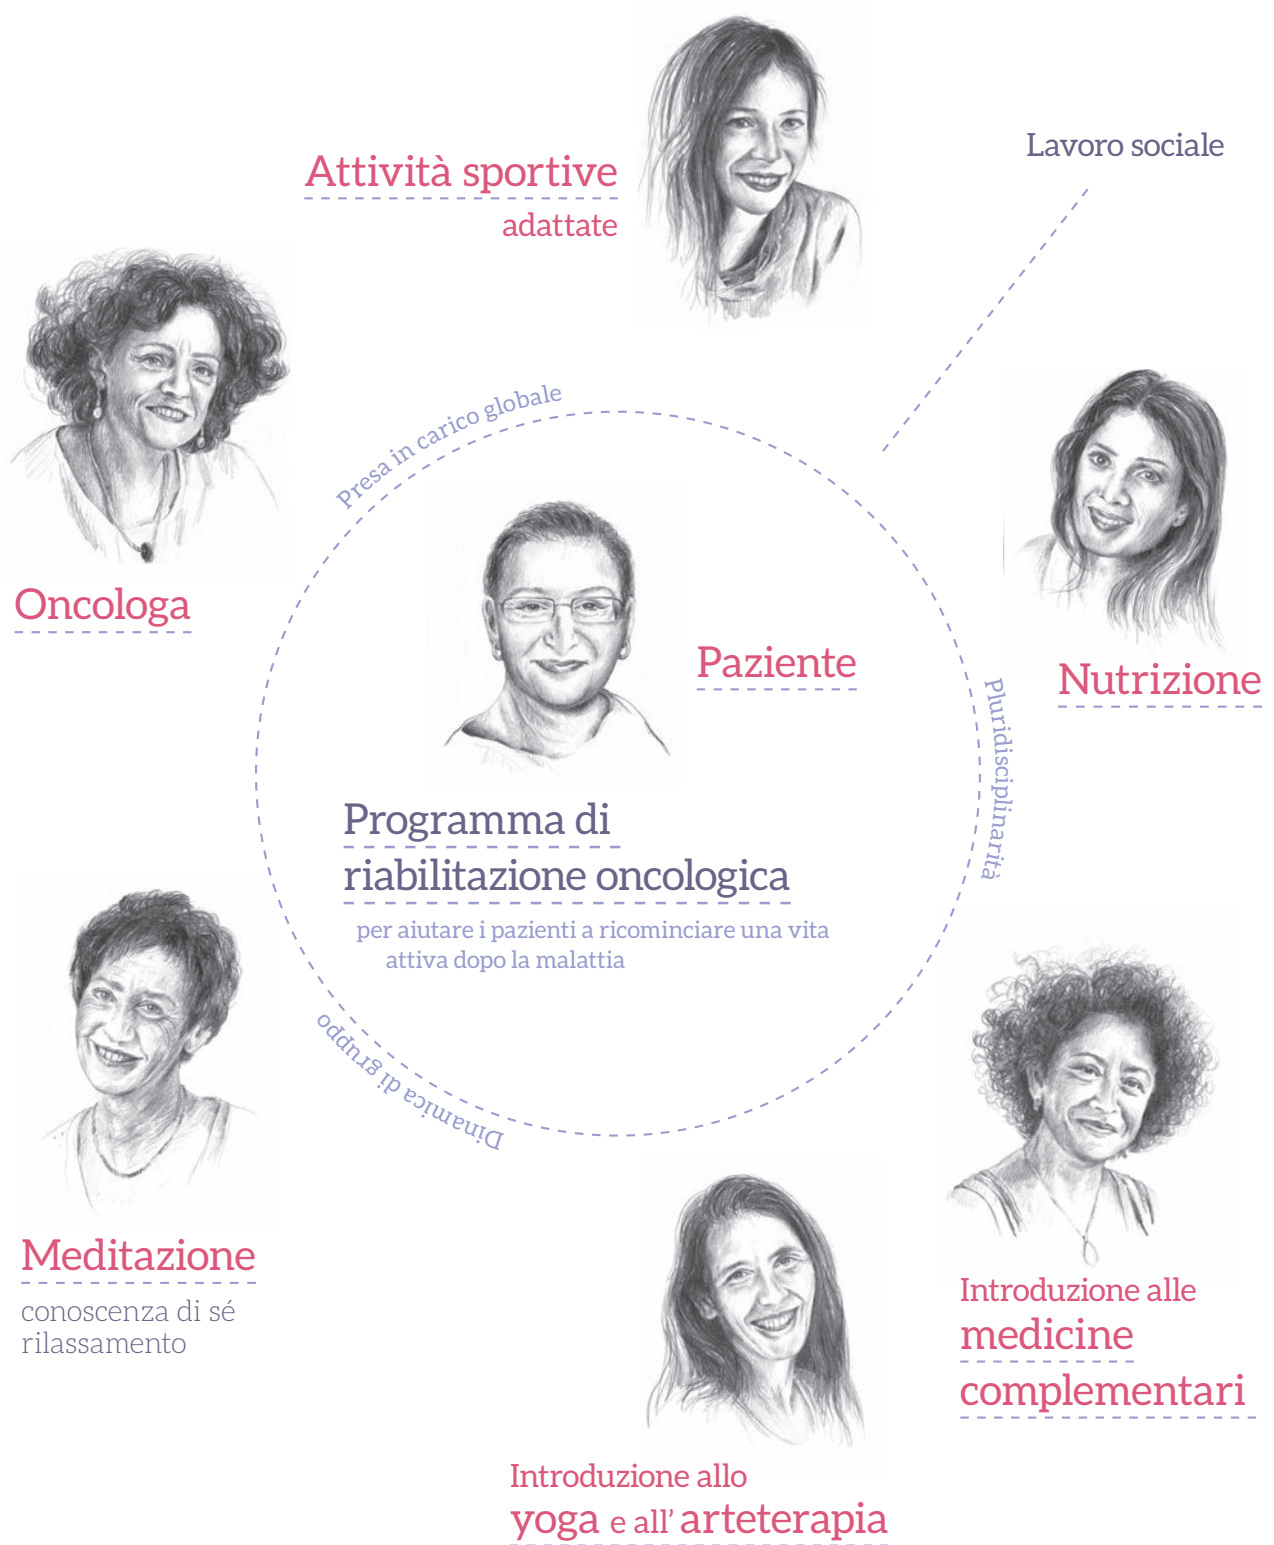 Lavoro sociale
Attività sportive
adattate
Presa in carico globale
Oncologa
Paziente
Nutrizione
Pluridisciplinarità
Programma di
riabilitazione oncologica
per aiutare i pazienti a ricominciare una vita
attiva dopo la malattia
Dinamica di gruppo
Meditazione
conoscenza di sé
rilassamento
Introduzione alle
medicine
complementari
Introduzione allo
yoga e all’ arteterapia